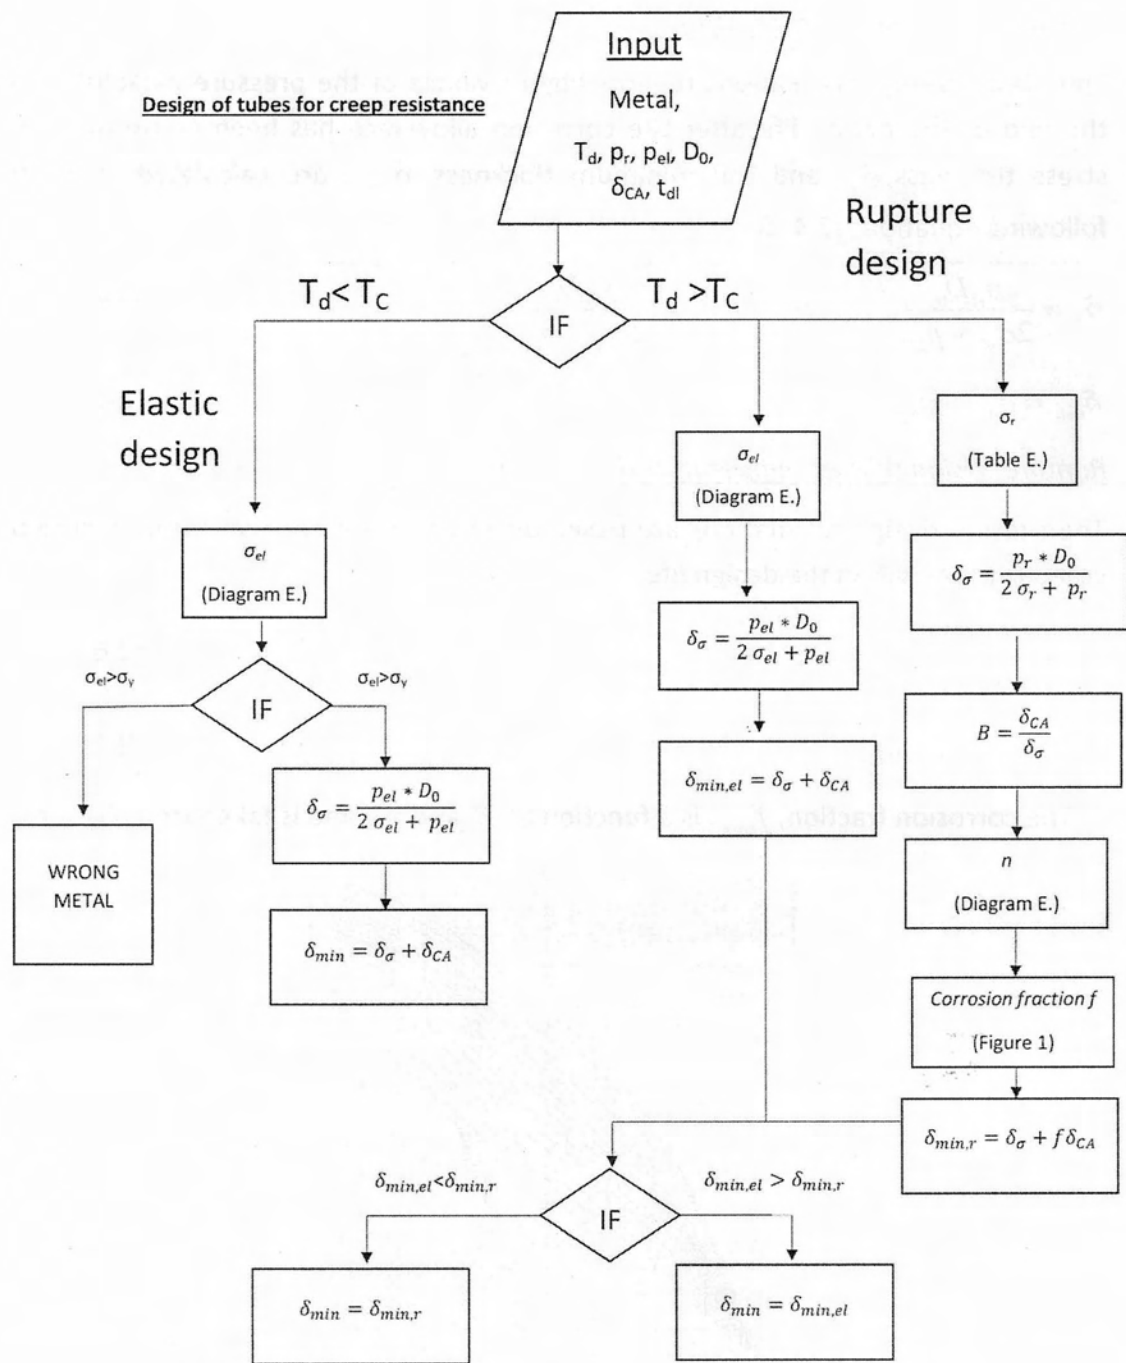 Input
Design of tubes for creep resistance
Metal,
T_d, p_r, p_el, D_0,
δ_CA, t_dl
Rupture
design
T_d< T_C
T_d >T_C
IF
Elastic
design
σ_r
(Table E.)
σ_el
(Diagram E.)
σ_el
(Diagram E.)
δ_σ = p_r * D_0 / 2 σ_r + p_r
δ_σ = p_el * D_0 / 2 σ_el + p_el
σ_el>σ_y
σ_el>σ_y
IF
B = δ_CA / δ_σ
δ_min,el = δ_σ + δ_CA
δ_σ = p_el * D_0 / 2 σ_el + p_el
WRONG
METAL
n
(Diagram E.)
δ_min = δ_σ + δ_CA
Corrosion fraction f
(Figure 1)
δ_min,r = δ_σ + fδ_CA
δ_min,el<δ_min,r
δ_min,el > δ_min,r
IF
δ_min = δ_min,r
δ_min = δ_min,el